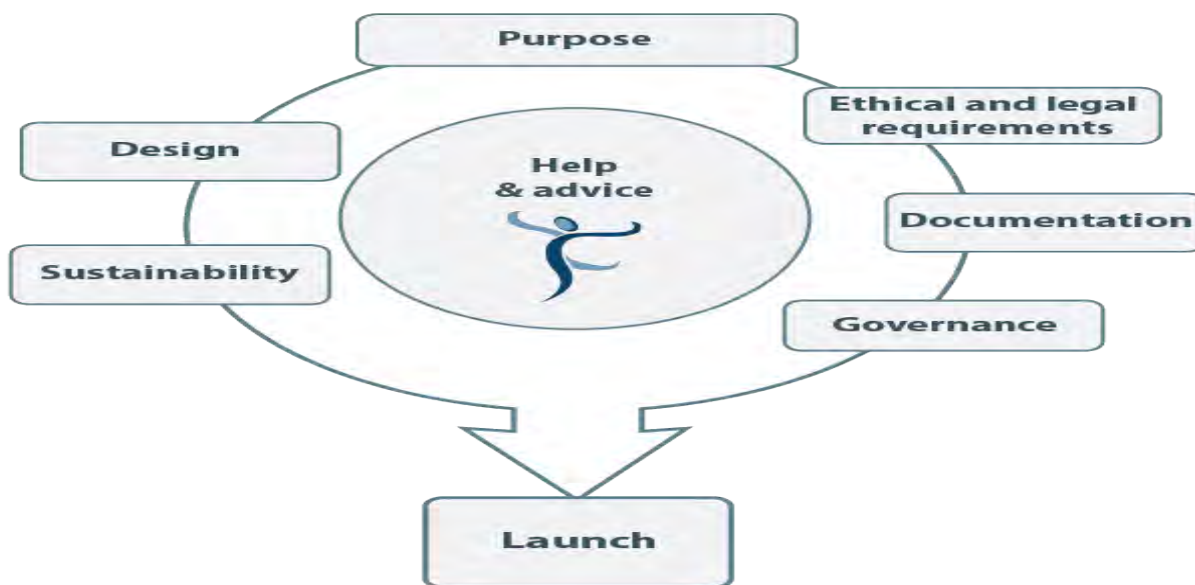 Purpose
Ethical and legal
requirements
Design
Help
& advice
Documentation
Sustainability
Governance
Launch